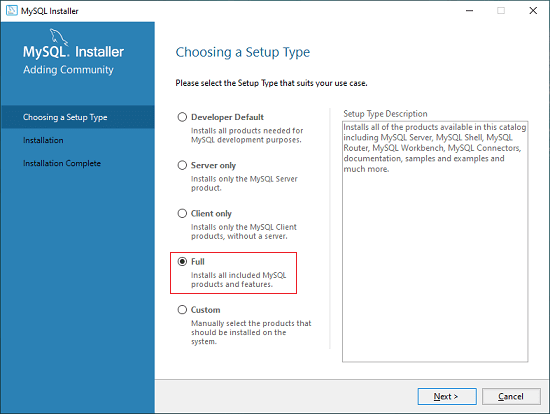 MySQL Installer
MySQL. Installer
Adding Community
Choosing a Setup Type
Installation
Installation Complete
Choosing a Setup Type
Please select the Setup Type that suits your use case.
Developer Default
Installs all products needed for
MySQL development purposes.
Server only
Installs only the MySQL Server
product.
Client only
Installs only the MySQL Client
products, without a server.
Full
Installs all included MySQL
products and features.
Custom
Manually select the products that
should be installed on the
system.
Setup Type Description
Installs all of the products available in this catalog
including MySQL Server, MySQL Shell, MySQL
Router, MySQL Workbench, MySQL Connectors,
documentation, samples and examples and
much more.
Next >
Cancel